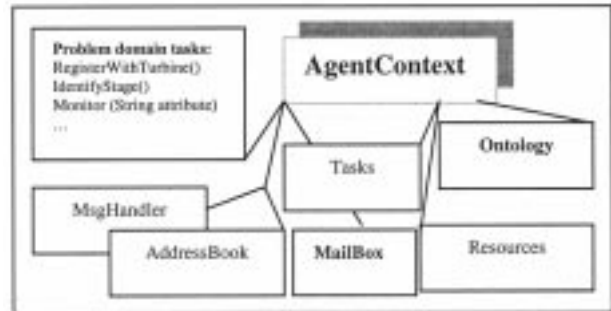 Problem domain tasks:
RegisterWithTurbine()
IdentifyStage()
Monitor (String attribute)
...
AgentContext
Ontology
Tasks
MsgHandler
AddressBook
MailBox
Resources